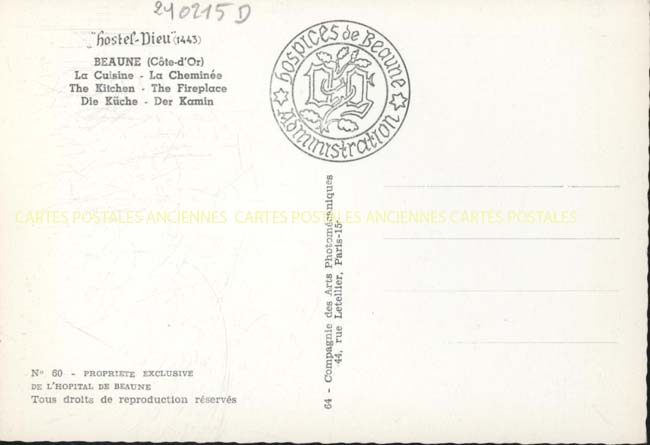 240215 D
"hostel-Dieu" (1443)
BEAUNE (Côte-d'Or)
La Cuisine - La Cheminée
The Kitchen - The Fireplace
Die Küche - Der Kamin
hospices de Beaune
Administration
CARTES POSTALES ANCIENNES CARTES POSTALES ANCIENNES CARTES POSTALES
64 - Compagnie des Arts Photomécaniques
44, rue Letellier, Paris-15e
N° 60 - PROPRIETE EXCLUSIVE
DE L'HOPITAL DE BEAUNE
Tous droits de reproduction réservés